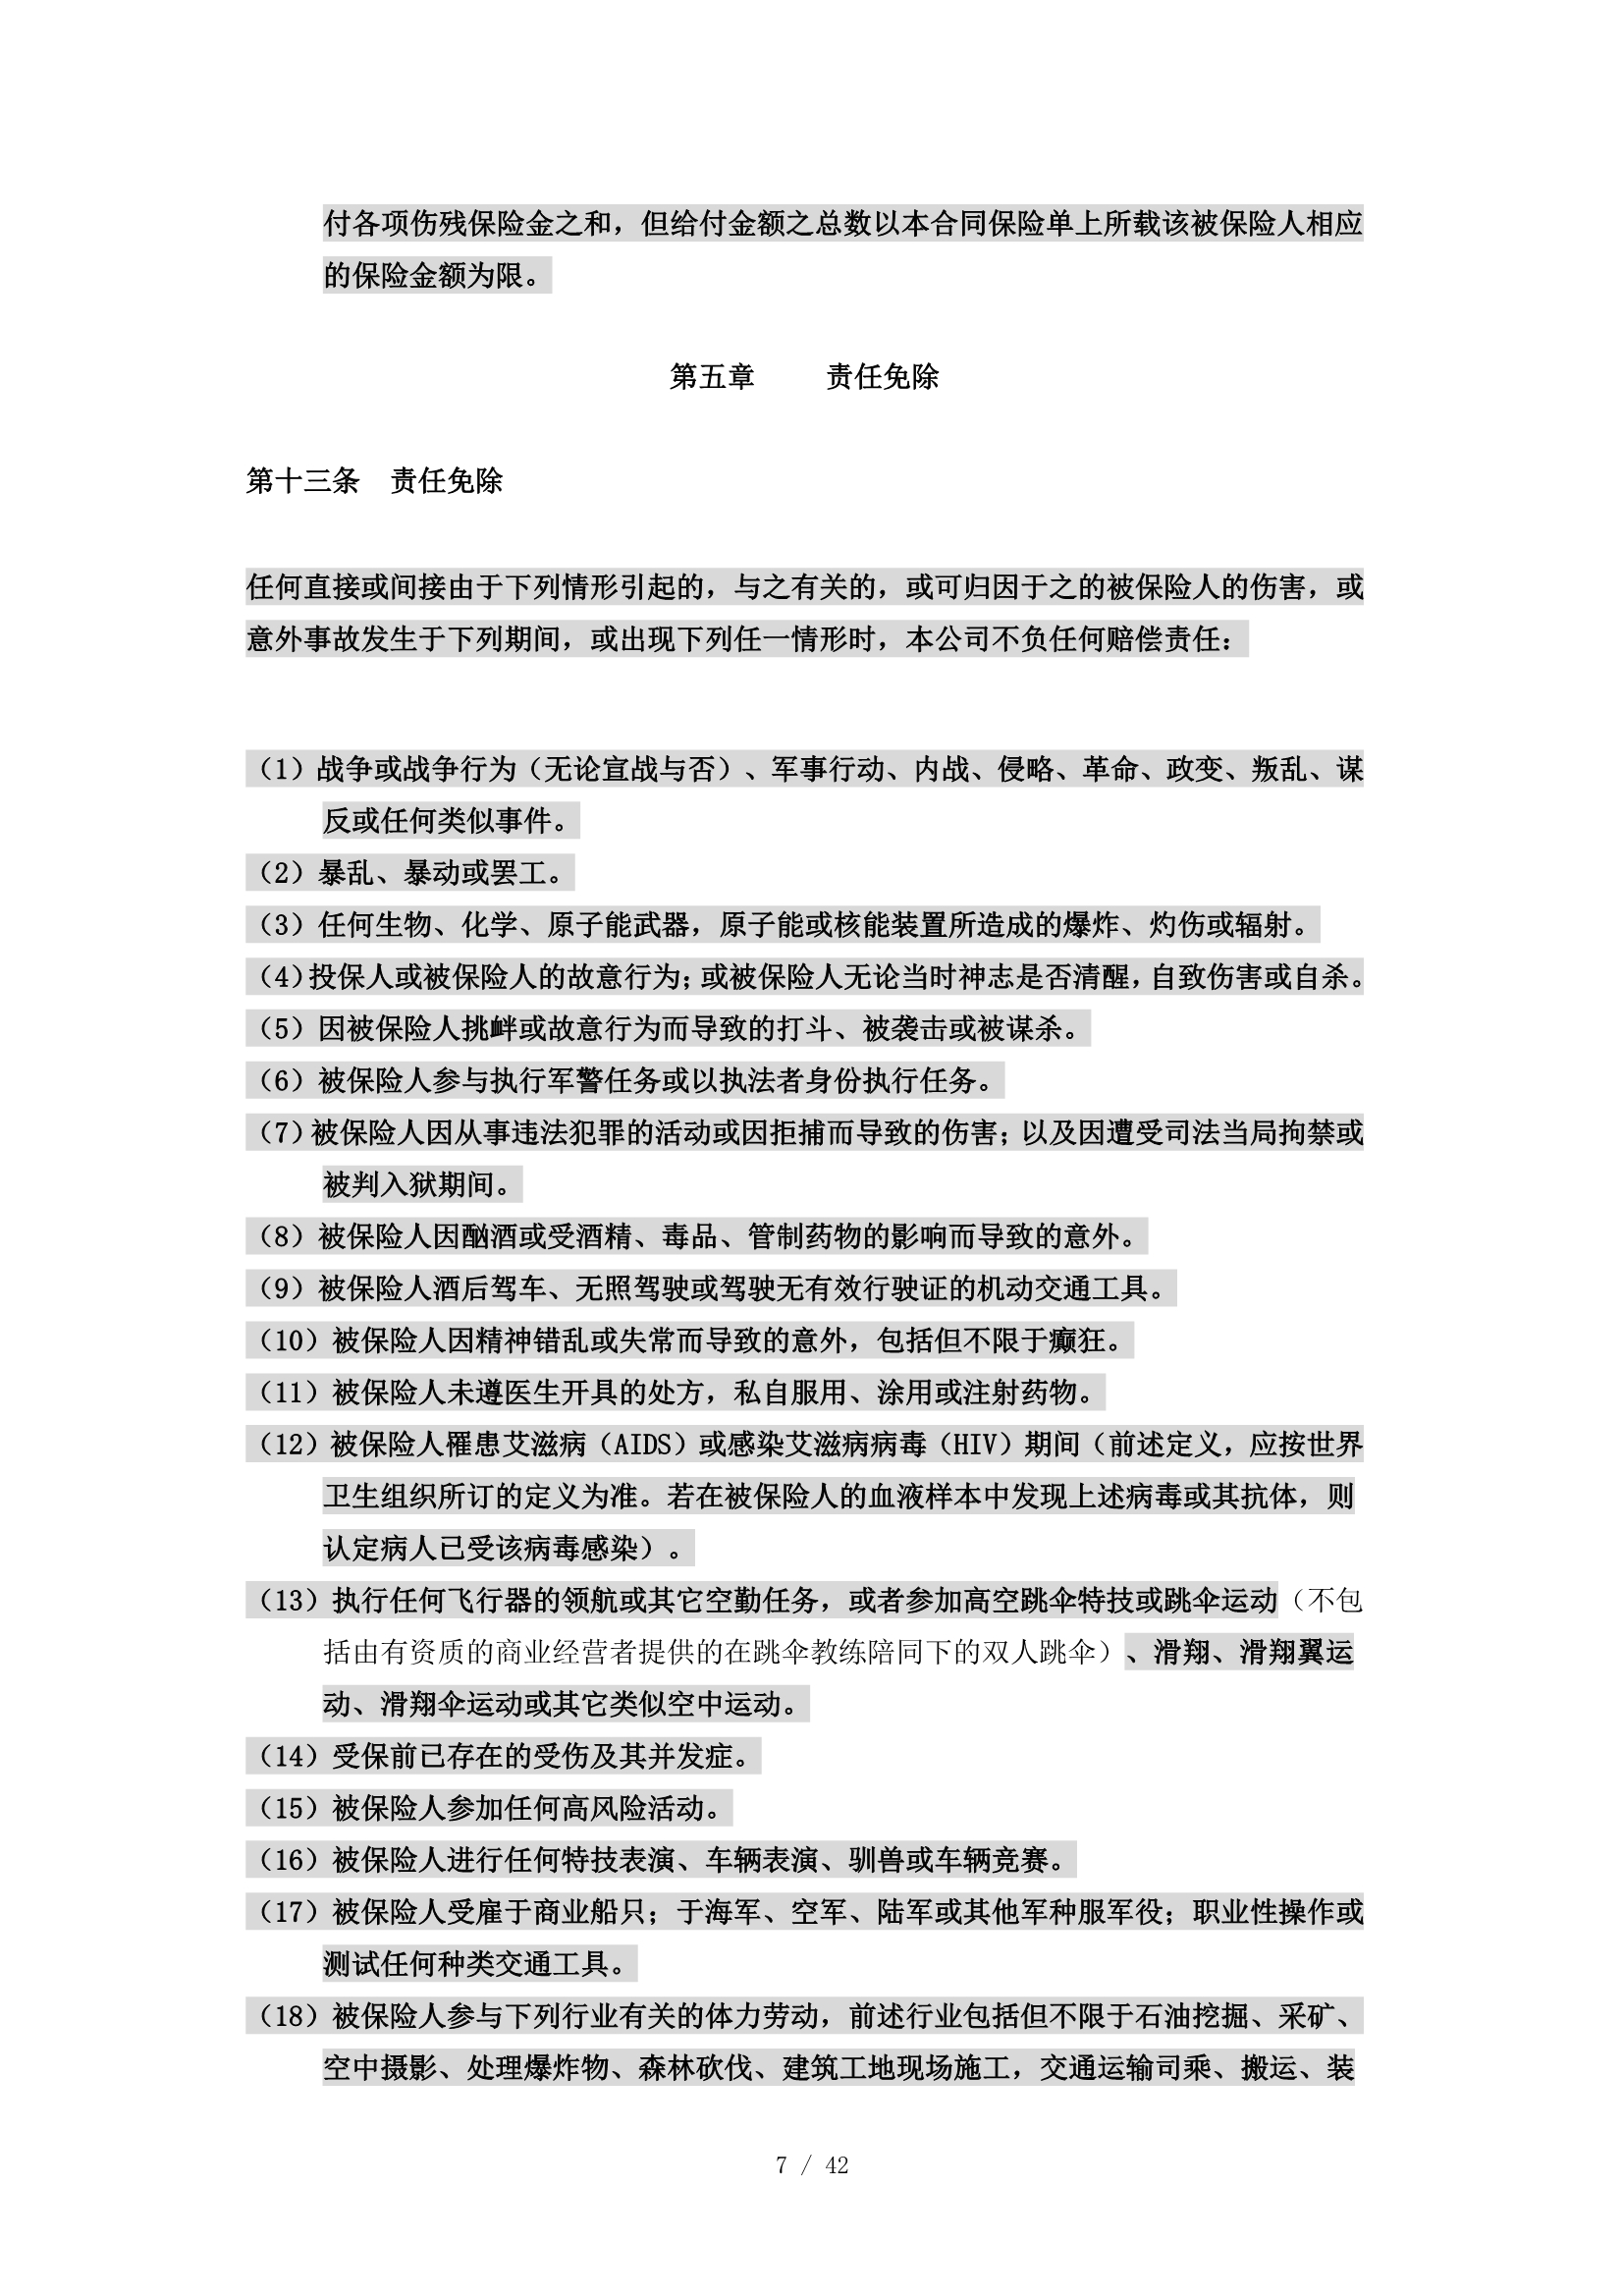 付各项伤残保险金之和，但给付金额之总数以本合同保险单上所载该被保险人相应
的保险金额为限。
第五章　　责任免除
第十三条　责任免除
任何直接或间接由于下列情形引起的，与之有关的，或可归因于之的被保险人的伤害，或
意外事故发生于下列期间，或出现下列任一情形时，本公司不负任何赔偿责任：
（1）战争或战争行为（无论宣战与否）、军事行动、内战、侵略、革命、政变、叛乱、谋
反或任何类似事件。
（2）暴乱、暴动或罢工。
（3）任何生物、化学、原子能武器，原子能或核能装置所造成的爆炸、灼伤或辐射。
（4）投保人或被保险人的故意行为；或被保险人无论当时神志是否清醒，自致伤害或自杀。
（5）因被保险人挑衅或故意行为而导致的打斗、被袭击或被谋杀。
（6）被保险人参与执行军警任务或以执法者身份执行任务。
（7）被保险人因从事违法犯罪的活动或因拒捕而导致的伤害；以及因遭受司法当局拘禁或
被判入狱期间。
（8）被保险人因酗酒或受酒精、毒品、管制药物的影响而导致的意外。
（9）被保险人酒后驾车、无照驾驶或驾驶无有效行驶证的机动交通工具。
（10）被保险人因精神错乱或失常而导致的意外，包括但不限于癫狂。
（11）被保险人未遵医生开具的处方，私自服用、涂用或注射药物。
（12）被保险人罹患艾滋病（AIDS）或感染艾滋病病毒（HIV）期间（前述定义，应按世界
卫生组织所订的定义为准。若在被保险人的血液样本中发现上述病毒或其抗体，则
认定病人已受该病毒感染）。
（13）执行任何飞行器的领航或其它空勤任务，或者参加高空跳伞特技或跳伞运动（不包
括由有资质的商业经营者提供的在跳伞教练陪同下的双人跳伞）、滑翔、滑翔翼运
动、滑翔伞运动或其它类似空中运动。
（14）受保前已存在的受伤及其并发症。
（15）被保险人参加任何高风险活动。
（16）被保险人进行任何特技表演、车辆表演、驯兽或车辆竞赛。
（17）被保险人受雇于商业船只；于海军、空军、陆军或其他军种服军役；职业性操作或
测试任何种类交通工具。
（18）被保险人参与下列行业有关的体力劳动，前述行业包括但不限于石油挖掘、采矿、
空中摄影、处理爆炸物、森林砍伐、建筑工地现场施工，交通运输司乘、搬运、装
7 / 42